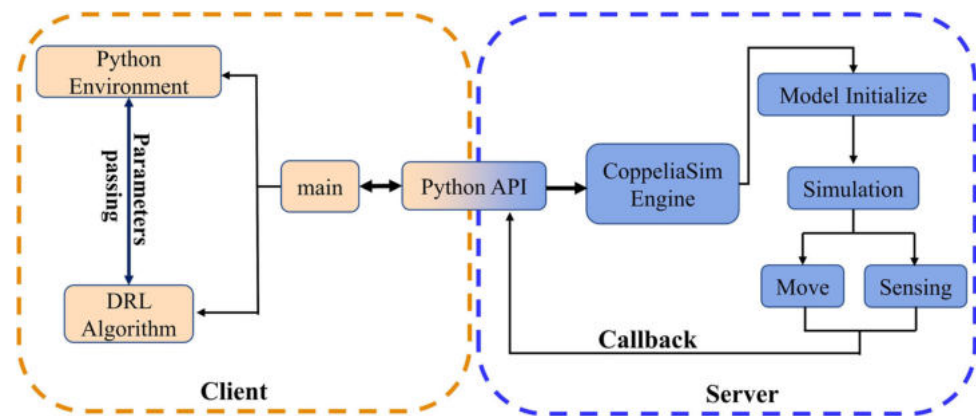 Python
Environment
Parameters
passing
DRL
Algorithm
main
Client
Python API
CoppeliaSim
Engine
Model Initialize
Simulation
Move
Sensing
Callback
Server